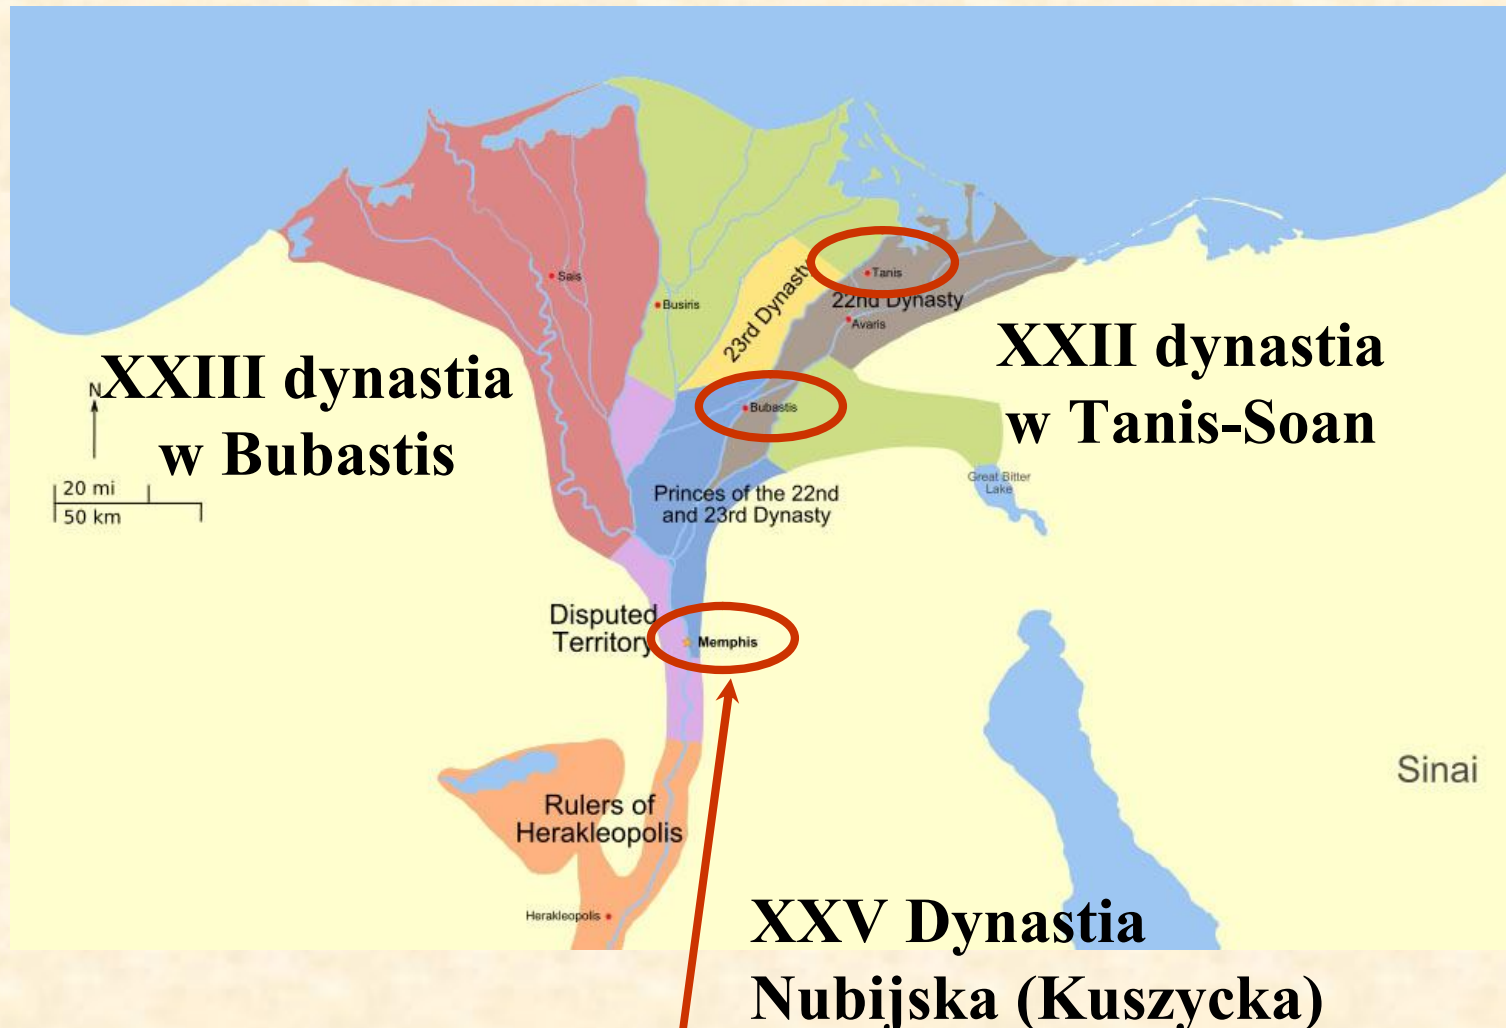 Sais
Busiris
23rd Dynasty
Tanis
22nd Dynasty
Avaris
XXIII dynastia
w Bubastis
XXII dynastia
w Tanis-Soan
N
20 mi
50 km
Bubastis
Great Bitter
Lake
Princes of the 22nd
and 23rd Dynasty
Disputed
Territory
Memphis
Sinai
Rulers of
Herakleopolis
Herakleopolis
XXV Dynastia
Nubijska (Kuszycka)